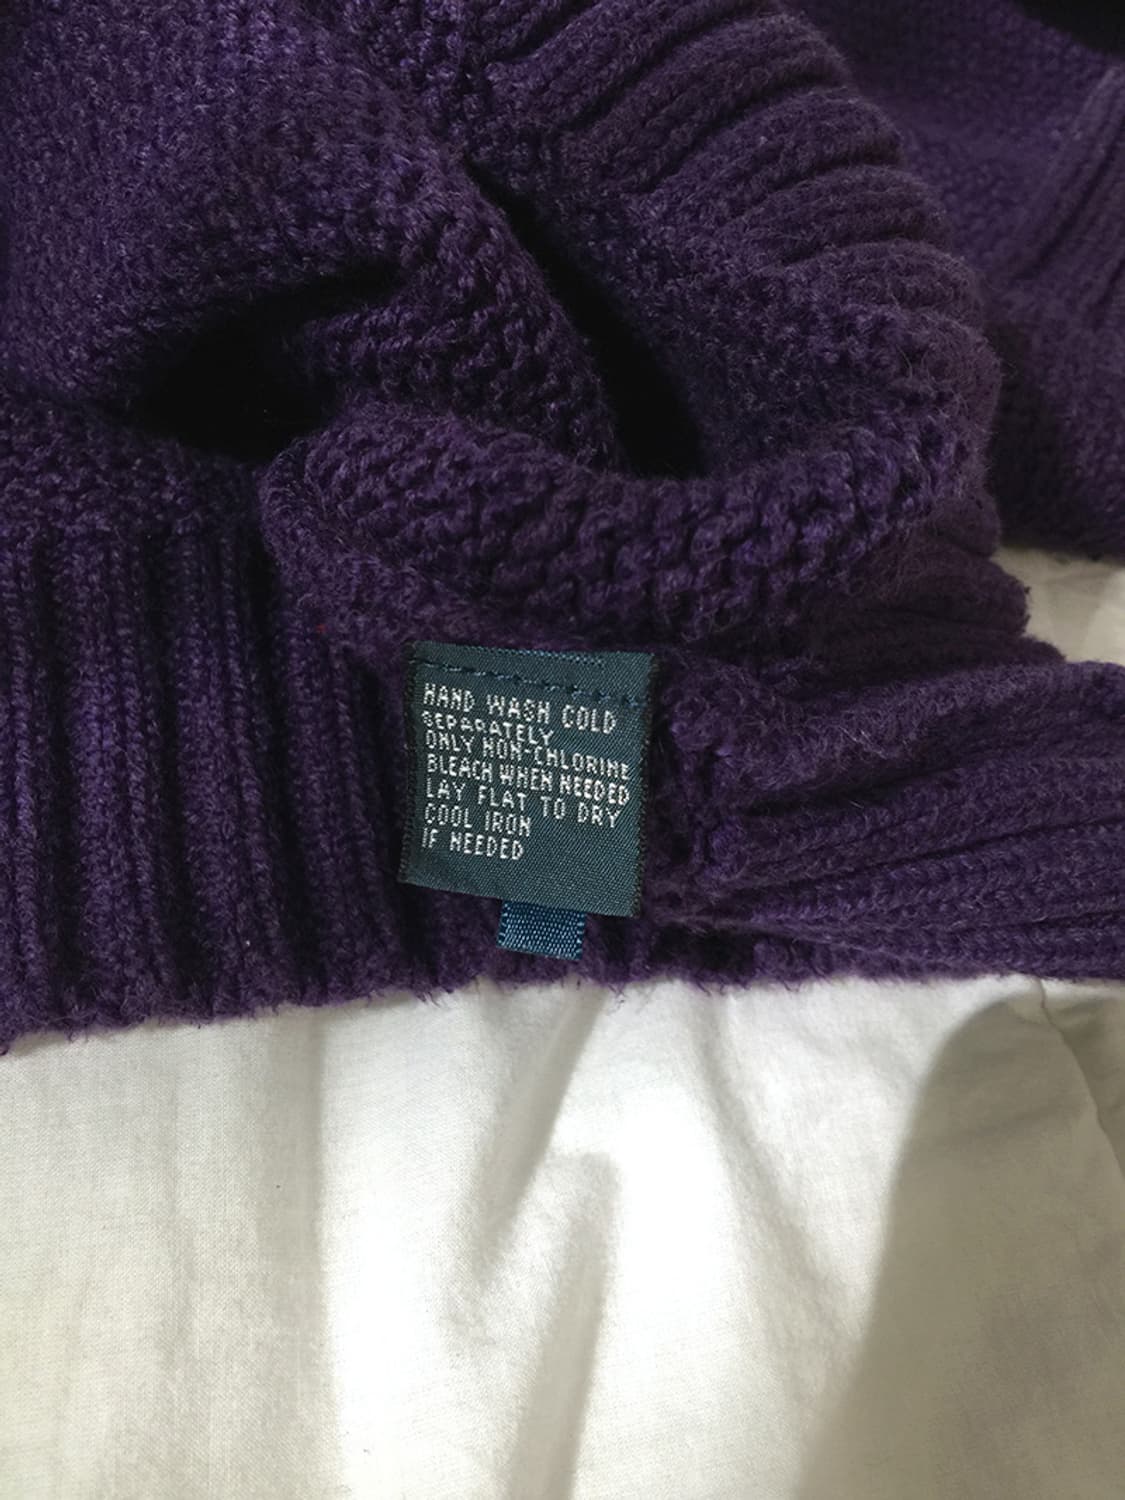 HAND WASH COLD
SEPARATELY
ONLY NON-CHLORINE
BLEACH WHEN NEEDED
LAY FLAT TO DRY
COOL IRON
IF NEEDED